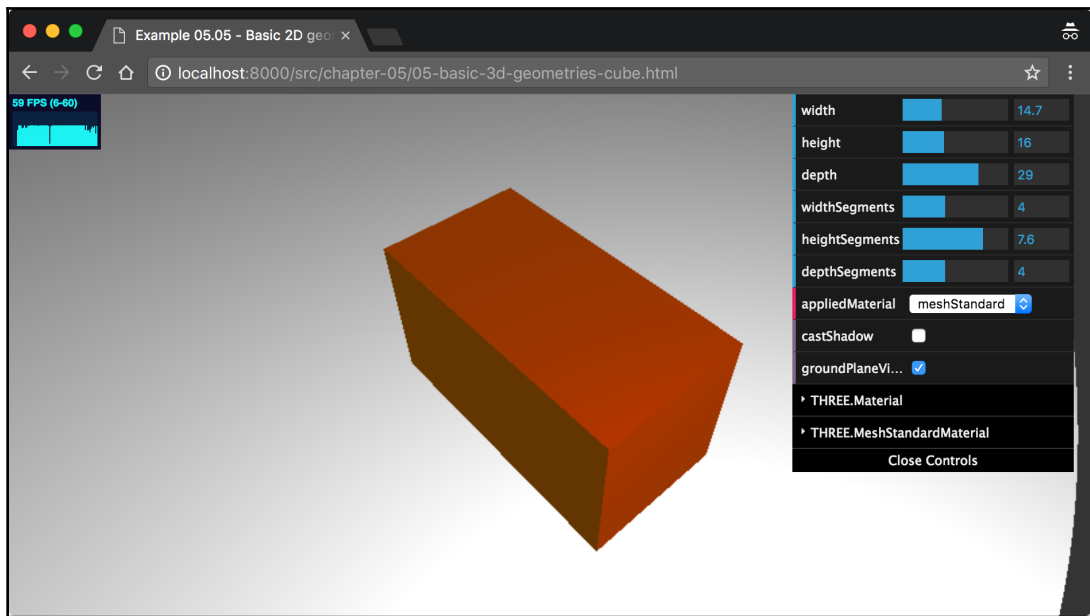 Example 05.05 - Basic 2D geo
localhost:8000/src/chapter-05/05-basic-3d-geometries-cube.html
59 FPS (6-60)
width 14.7
height 16
depth 29
widthSegments 4
heightSegments 7.6
depthSegments 4
appliedMaterial meshStandard
castShadow
groundPlaneVi...
THREE.Material
THREE.MeshStandardMaterial
Close Controls